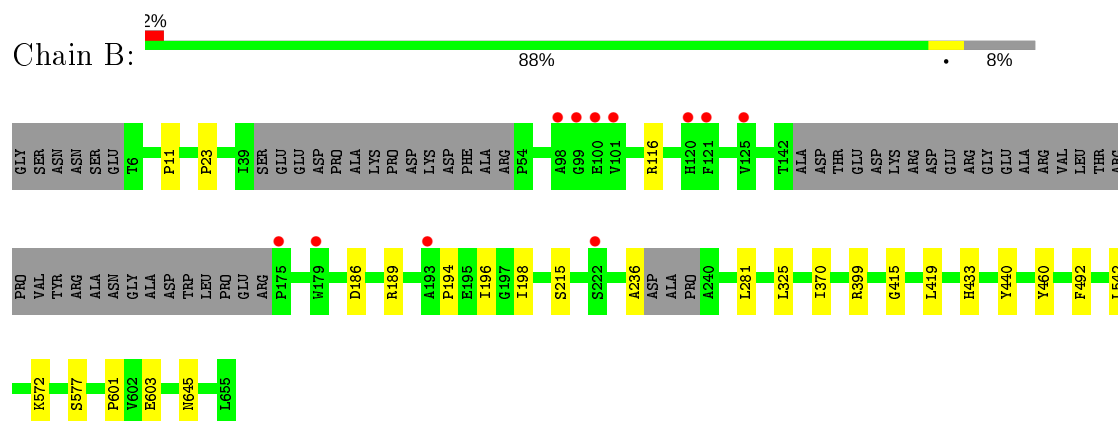 2%
Chain B:
88% • 8%
GLY SER ASN ASN SER GLU T6 P11 P23 I39 SER GLU GLU ASP PRO ALA LYS PRO ASP LYS ASP PHE ALA ARG P54 A98 G99 E100 V101 R116 H120 F121 V125 T142 ALA ASP THR GLU ASP LYS ARG ASP GLU ARG GLY GLU ALA ARG VAL LEU THR ARG
PRO VAL TYR ARG ALA ASN GLY ALA ASP TRP LEU PRO GLU ARG P175 W179 D186 R189 A193 P194 E195 I196 G197 I198 S215 S222 A236 ASP ALA PRO A240 L281 L325 I370 R399 G415 L419 H433 Y440 Y460 F492 L542
K572 S577 P601 V602 E603 N645 L655